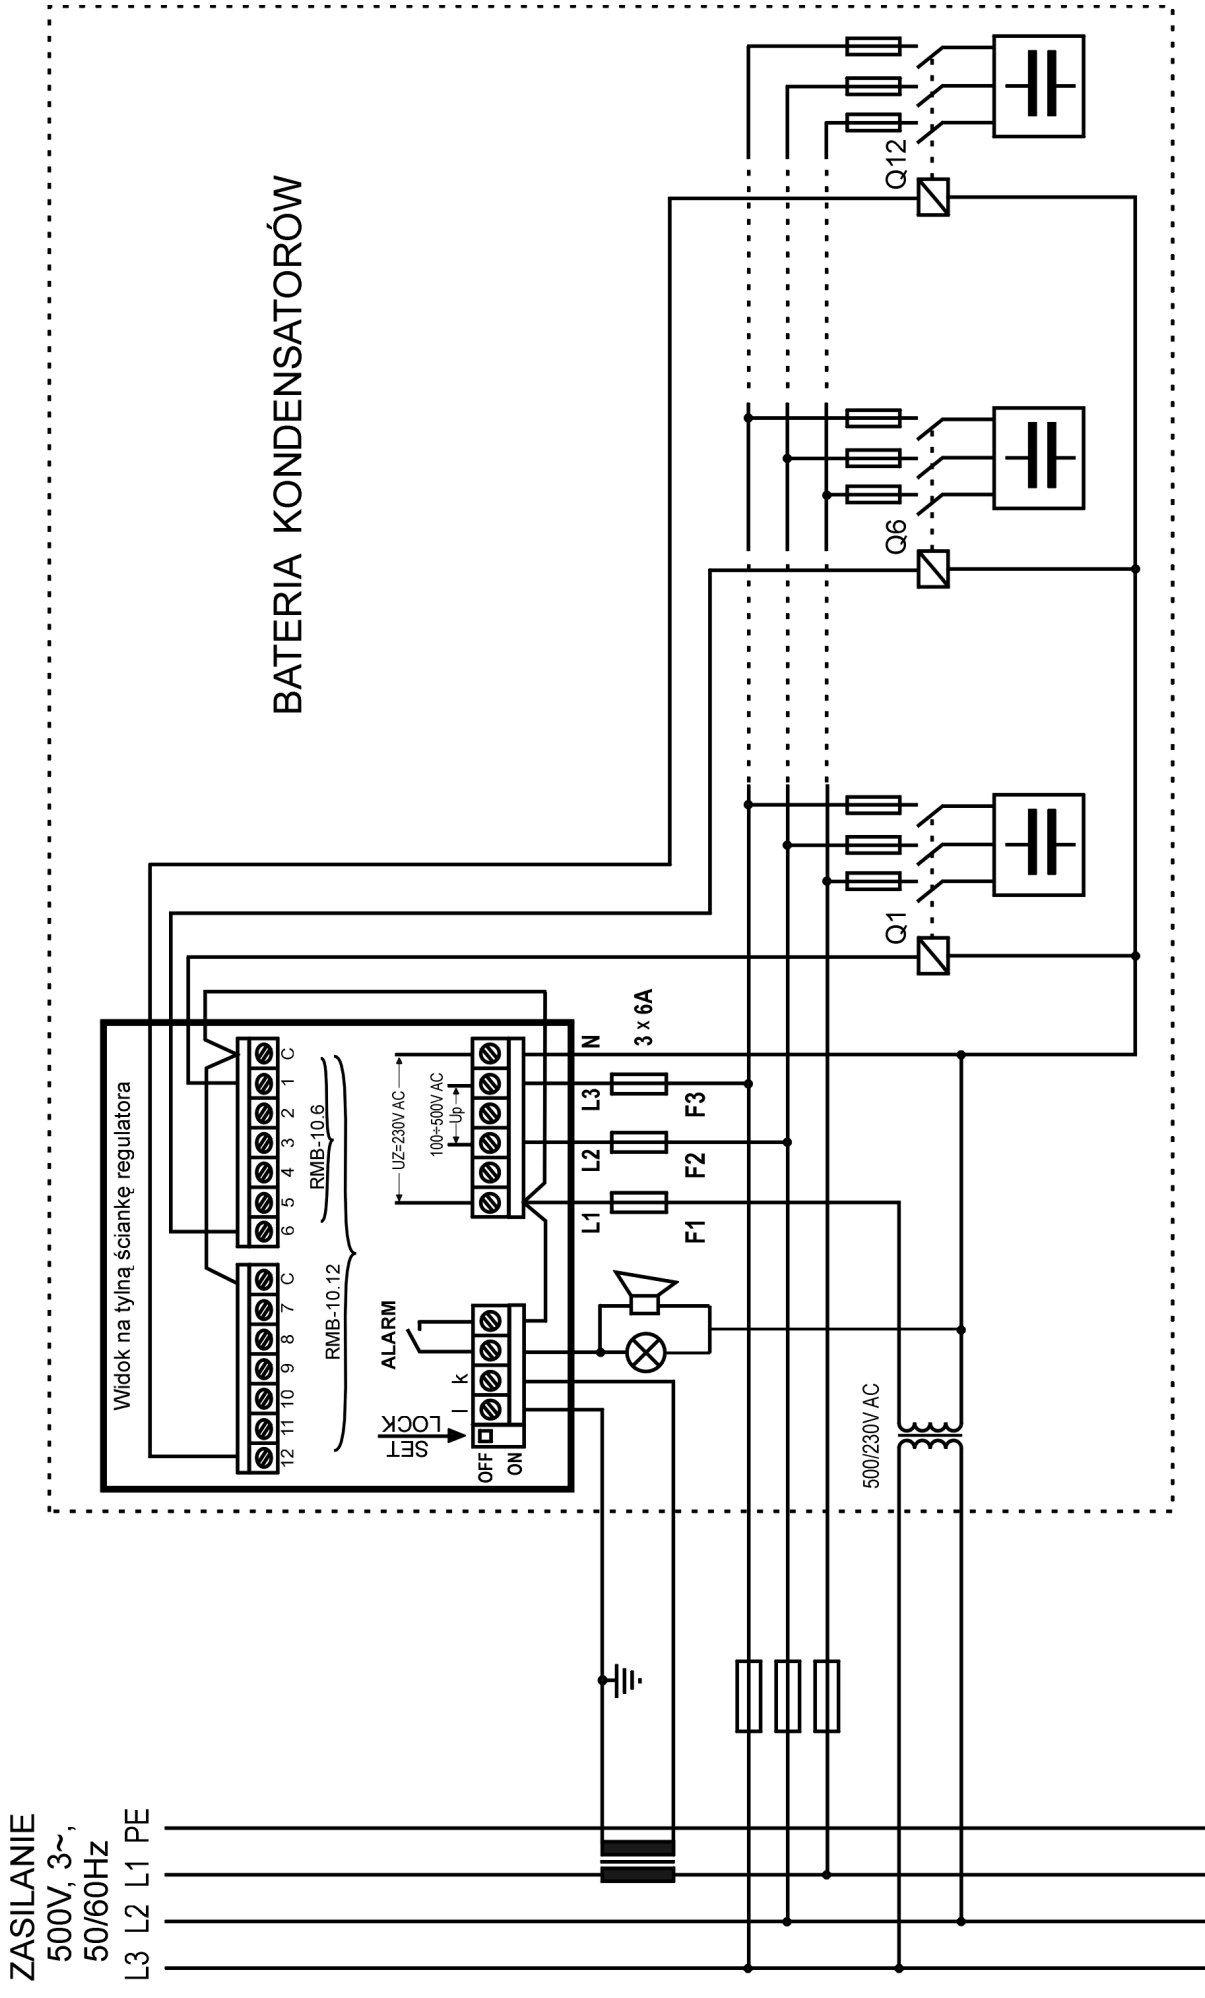 ZASILANIE
500V, 3~,
50/60Hz
L3 L2 L1 PE
BATERIA KONDENSATORÓW
Widok na tylną ściankę regulatora
12 11 10 9 8 7 C
6 5 4 3 2 1 C
RMB-10.6
RMB-10.12
ALARM
SET
LOCK
l k
OFF
ON
UZ=230V AC
100÷500V AC
Up
L1 L2 L3 N
F1 F2 F3
3 x 6A
500/230V AC
Q1
Q6
Q12